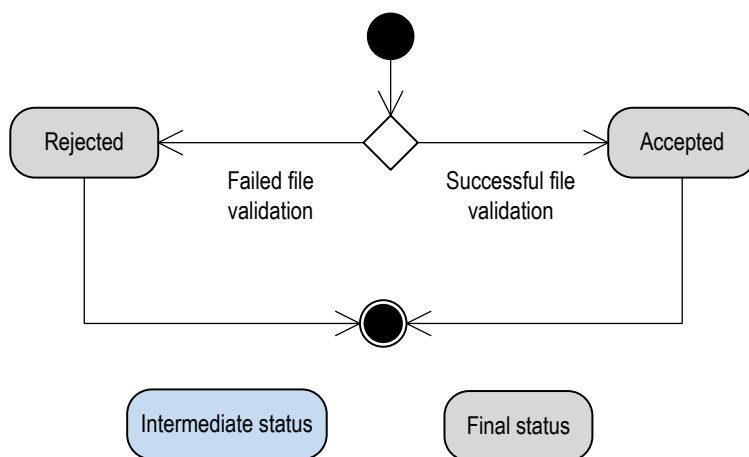 Rejected
Accepted
Failed file
validation
Successful file
validation
Intermediate status
Final status